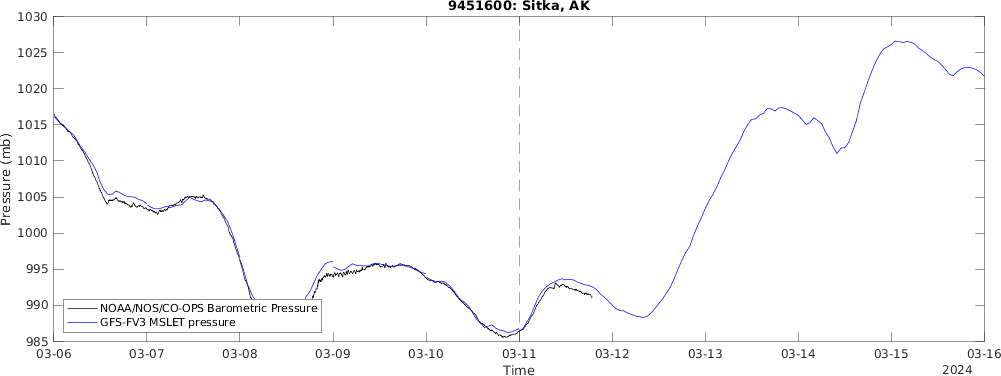 9451600: Sitka, AK
Pressure (mb)
1030
1025
1020
1015
1010
1005
1000
995
990
985
NOAA/NOS/CO-OPS Barometric Pressure
GFS-FV3 MSLET pressure
03-06 03-07 03-08 03-09 03-10 03-11 03-12 03-13 03-14 03-15 03-16
Time
2024